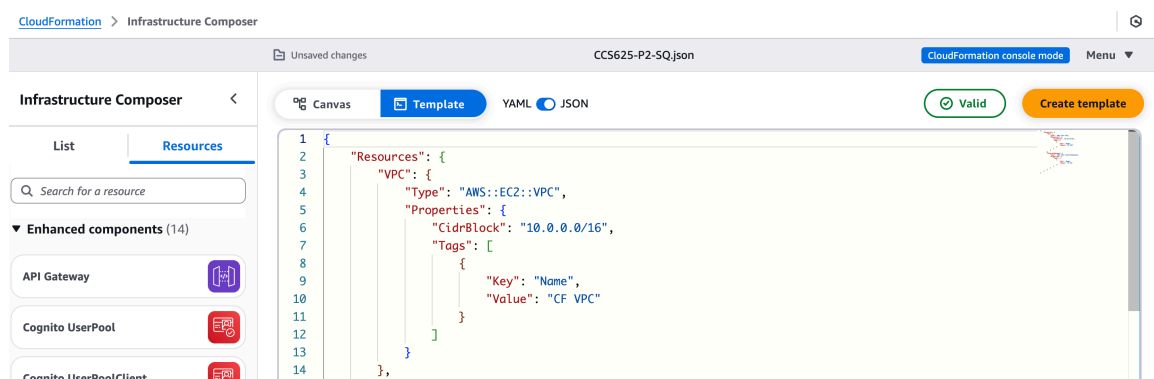 CloudFormation > Infrastructure Composer
Unsaved changes
CCS625-P2-SQ.json
CloudFormation console mode
Menu ▼
Infrastructure Composer
List
Resources
Search for a resource
▼ Enhanced components (14)
API Gateway
Cognito UserPool
Cognito UserPoolClient
Canvas
Template
YAML
JSON
Valid
Create template
1 {
2 "Resources": {
3 "VPC": {
4 "Type": "AWS::EC2::VPC",
5 "Properties": {
6 "CidrBlock": "10.0.0.0/16",
7 "Tags": [
8 {
9 "Key": "Name",
10 "Value": "CF VPC"
11 }
12 ]
13 }
14 },